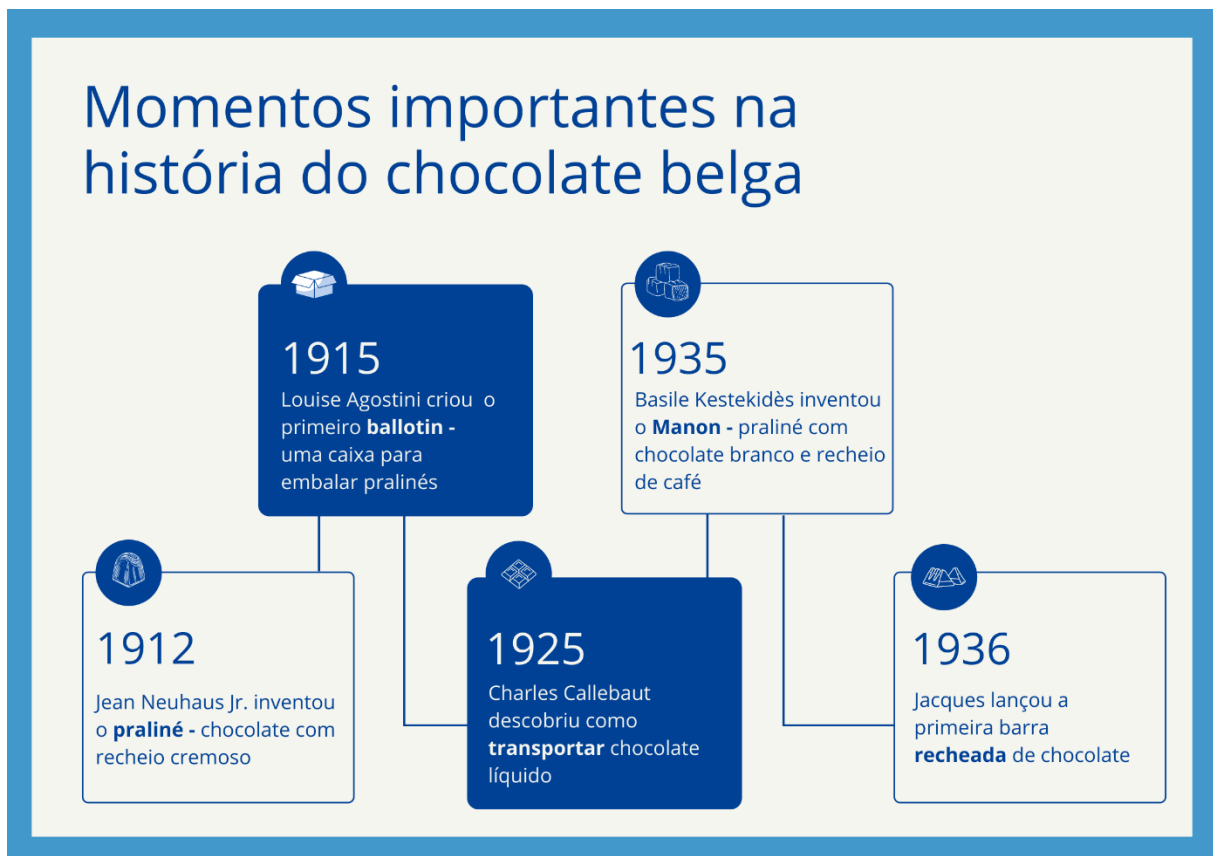 Momentos importantes na
história do chocolate belga
1915
Louise Agostini criou o
primeiro ballotin -
uma caixa para
embalar pralinés
1935
Basile Kestekidès inventou
o Manon - praliné com
chocolate branco e recheio
de café
1912
Jean Neuhaus Jr. inventou
o praliné - chocolate com
recheio cremoso
1925
Charles Callebaut
descobriu como
transportar chocolate
líquido
1936
Jacques lançou a
primeira barra
recheada de chocolate